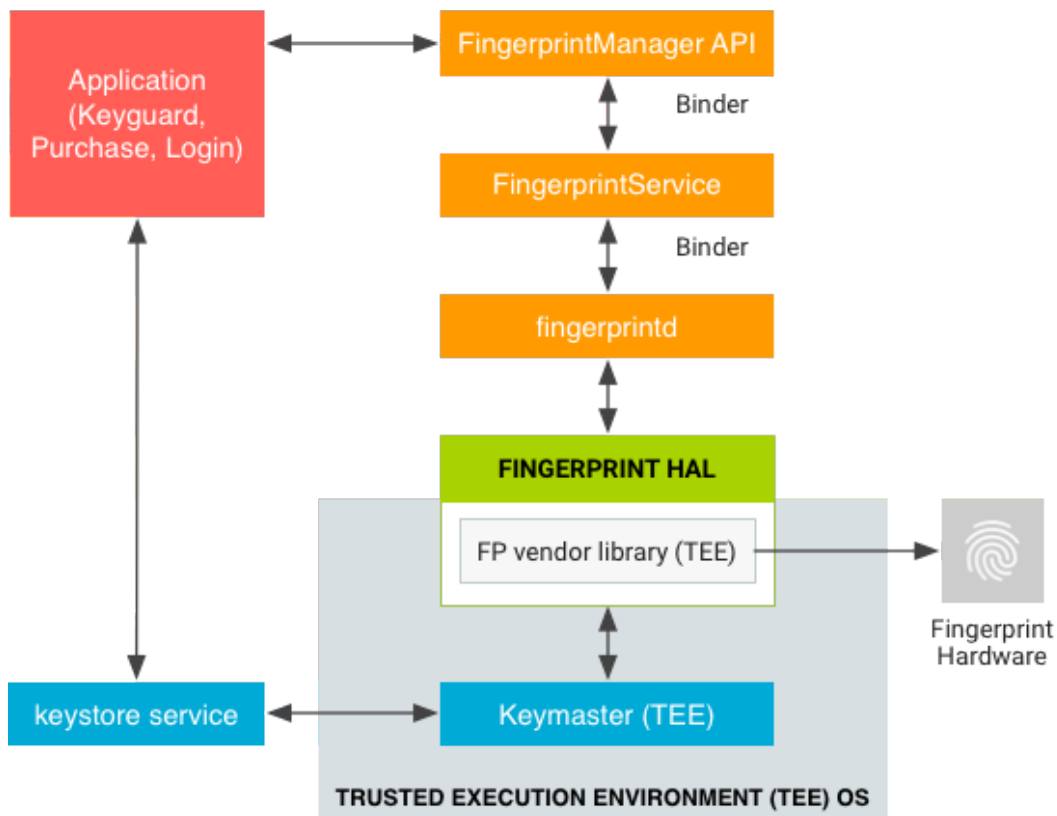 FingerprintManager API
Application
(Keyguard,
Purchase, Login)
Binder
FingerprintService
Binder
fingerprintd
FINGERPRINT HAL
FP vendor library (TEE)
Fingerprint
Hardware
keystore service
Keymaster (TEE)
TRUSTED EXECUTION ENVIRONMENT (TEE) OS